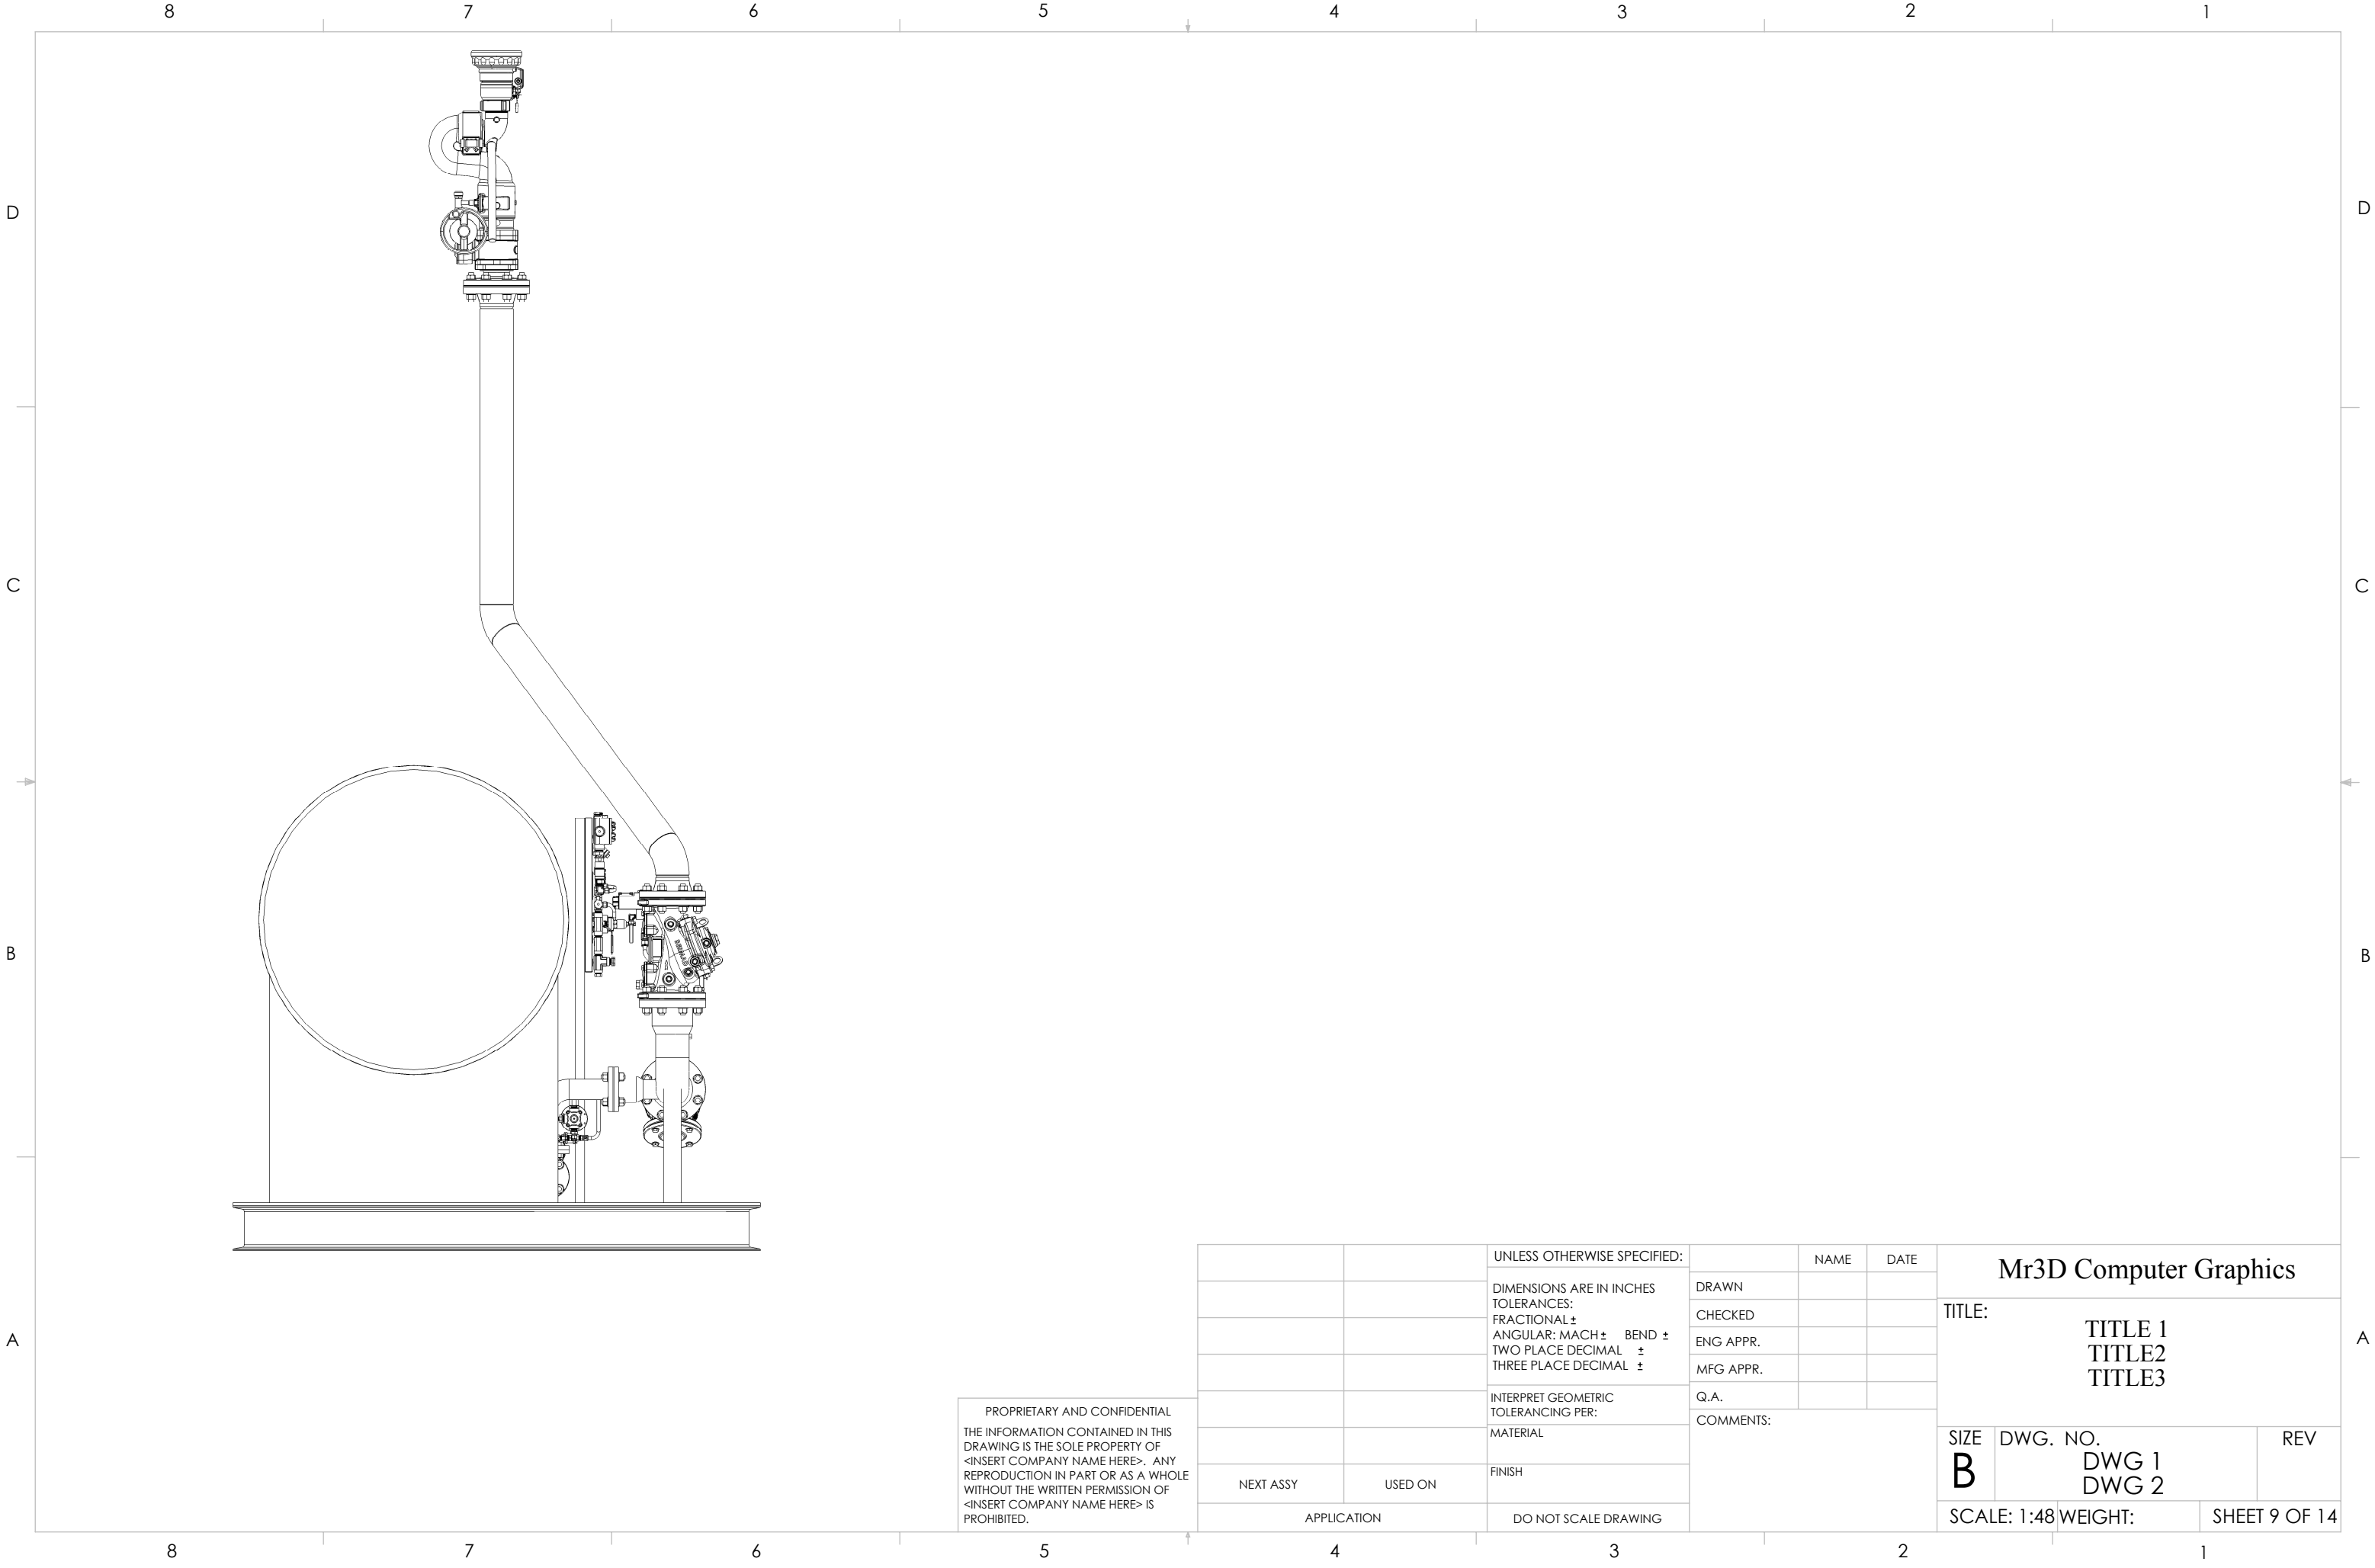 8 7 6 5 4 3 2 1
D D
C C
B B
A A
UNLESS OTHERWISE SPECIFIED:
DIMENSIONS ARE IN INCHES
TOLERANCES:
FRACTIONAL ±
ANGULAR: MACH ± BEND ±
TWO PLACE DECIMAL ±
THREE PLACE DECIMAL ±
INTERPRET GEOMETRIC
TOLERANCING PER:
MATERIAL
FINISH
DO NOT SCALE DRAWING
NAME DATE
DRAWN
CHECKED
ENG APPR.
MFG APPR.
Q.A.
COMMENTS:
Mr3D Computer Graphics
TITLE:
TITLE 1
TITLE2
TITLE3
SIZE
B
DWG. NO.
DWG 1
DWG 2
REV
SCALE: 1:48
WEIGHT:
SHEET 9 OF 14
PROPRIETARY AND CONFIDENTIAL
THE INFORMATION CONTAINED IN THIS
DRAWING IS THE SOLE PROPERTY OF
<INSERT COMPANY NAME HERE>. ANY
REPRODUCTION IN PART OR AS A WHOLE
WITHOUT THE WRITTEN PERMISSION OF
<INSERT COMPANY NAME HERE> IS
PROHIBITED.
NEXT ASSY USED ON
APPLICATION
8 7 6 5 4 3 2 1